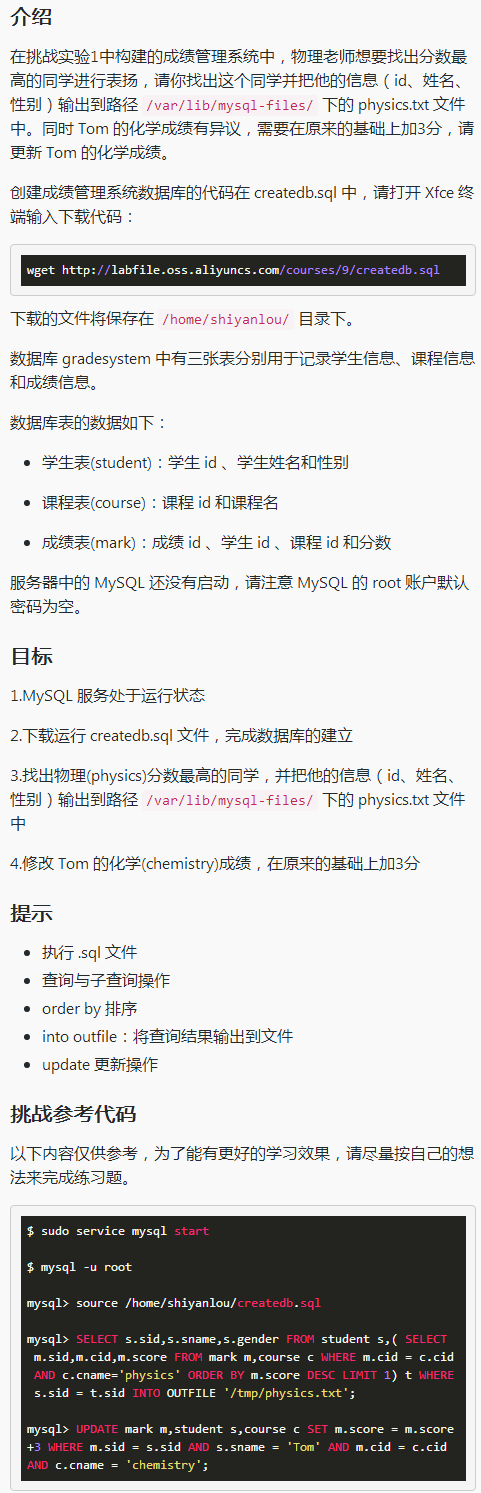 介绍
在挑战实验1中构建的成绩管理系统中，物理老师想要找出分数最
高的同学进行表扬，请你找出这个同学并把他的信息（id、姓名、
性别）输出到路径 /var/lib/mysql-files/ 下的 physics.txt 文件
中。同时 Tom 的化学成绩有异议，需要在原来的基础上加3分，请
更新 Tom 的化学成绩。
创建成绩管理系统数据库的代码在 createdb.sql 中，请打开 Xfce 终
端输入下载代码：
wget http://labfile.oss.aliyuncs.com/courses/9/createdb.sql
下载的文件将保存在 /home/shiyanlou/ 目录下。
数据库 gradesystem 中有三张表分别用于记录学生信息、课程信息
和成绩信息。
数据库表的数据如下：
• 学生表(student)：学生 id 、学生姓名和性别
• 课程表(course)：课程 id 和课程名
• 成绩表(mark)：成绩 id 、学生 id 、课程 id 和分数
服务器中的 MySQL 还没有启动，请注意 MySQL 的 root 账户默认
密码为空。
目标
1.MySQL 服务处于运行状态
2.下载运行 createdb.sql 文件，完成数据库的建立
3.找出物理(physics)分数最高的同学，并把他的信息（id、姓名、
性别）输出到路径 /var/lib/mysql-files/ 下的 physics.txt 文件
中
4.修改 Tom 的化学(chemistry)成绩，在原来的基础上加3分
提示
• 执行 .sql 文件
• 查询与子查询操作
• order by 排序
• into outfile：将查询结果输出到文件
• update 更新操作
挑战参考代码
以下内容仅供参考，为了能有更好的学习效果，请尽量按自己的想
法来完成练习题。
$ sudo service mysql start
$ mysql -u root
mysql> source /home/shiyanlou/createdb.sql
mysql> SELECT s.sid,s.sname,s.gender FROM student s,( SELECT
m.sid,m.cid,m.score FROM mark m,course c WHERE m.cid = c.cid
AND c.cname='physics' ORDER BY m.score DESC LIMIT 1) t WHERE
s.sid = t.sid INTO OUTFILE '/tmp/physics.txt';
mysql> UPDATE mark m,student s,course c SET m.score = m.score
+3 WHERE m.sid = s.sid AND s.sname = 'Tom' AND m.cid = c.cid
AND c.cname = 'chemistry';